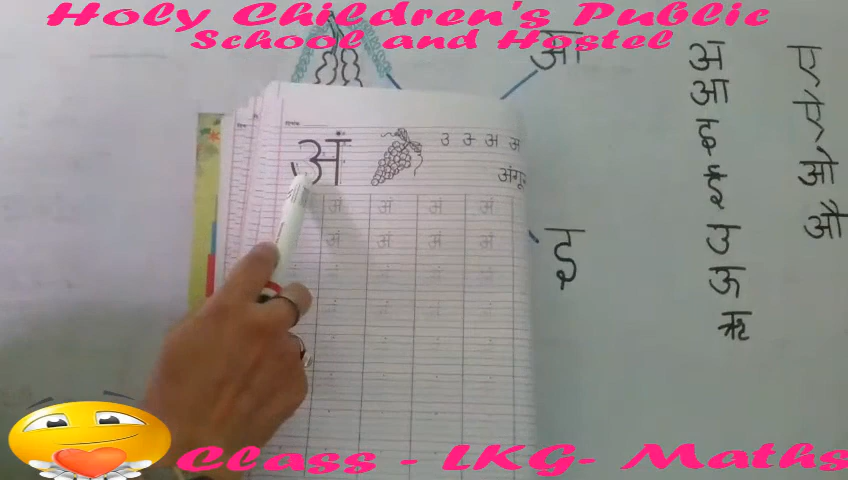 Holy Children's Public
School and Hostel
आ
अं
उ उ अ अं
अंगूर
अं अं अं अं
अं अं अं अं
इ
अ
आ
इ
ई
उ
ऊ
ऋ
ए
ऐ
ओ
औ
Class - LKG- Maths